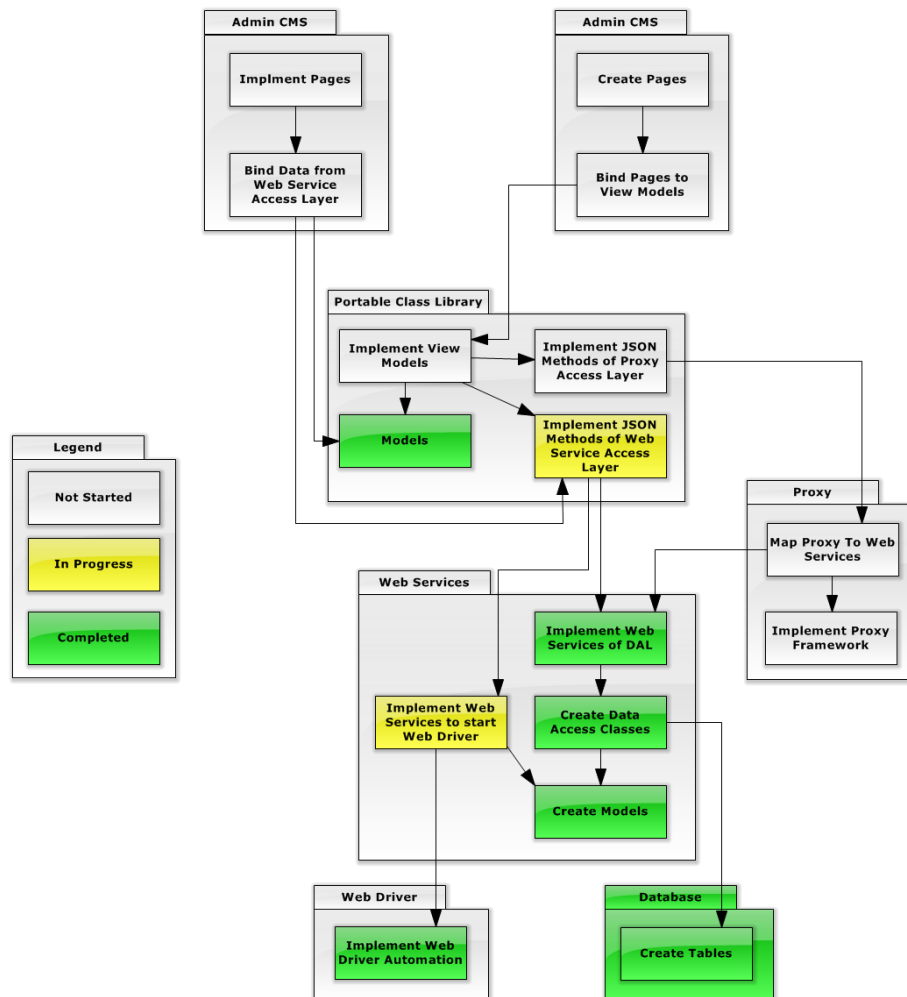 Admin CMS
Implment Pages
Bind Data from
Web Service
Access Layer
Admin CMS
Create Pages
Bind Pages to
View Models
Portable Class Library
Implement View
Models
Implement JSON
Methods of Proxy
Access Layer
Models
Implement JSON
Methods of Web
Service Access
Layer
Legend
Not Started
In Progress
Completed
Proxy
Map Proxy To Web
Services
Implement Proxy
Framework
Web Services
Implement Web
Services of DAL
Implement Web
Services to start
Web Driver
Create Data
Access Classes
Create Models
Web Driver
Implement Web
Driver Automation
Database
Create Tables